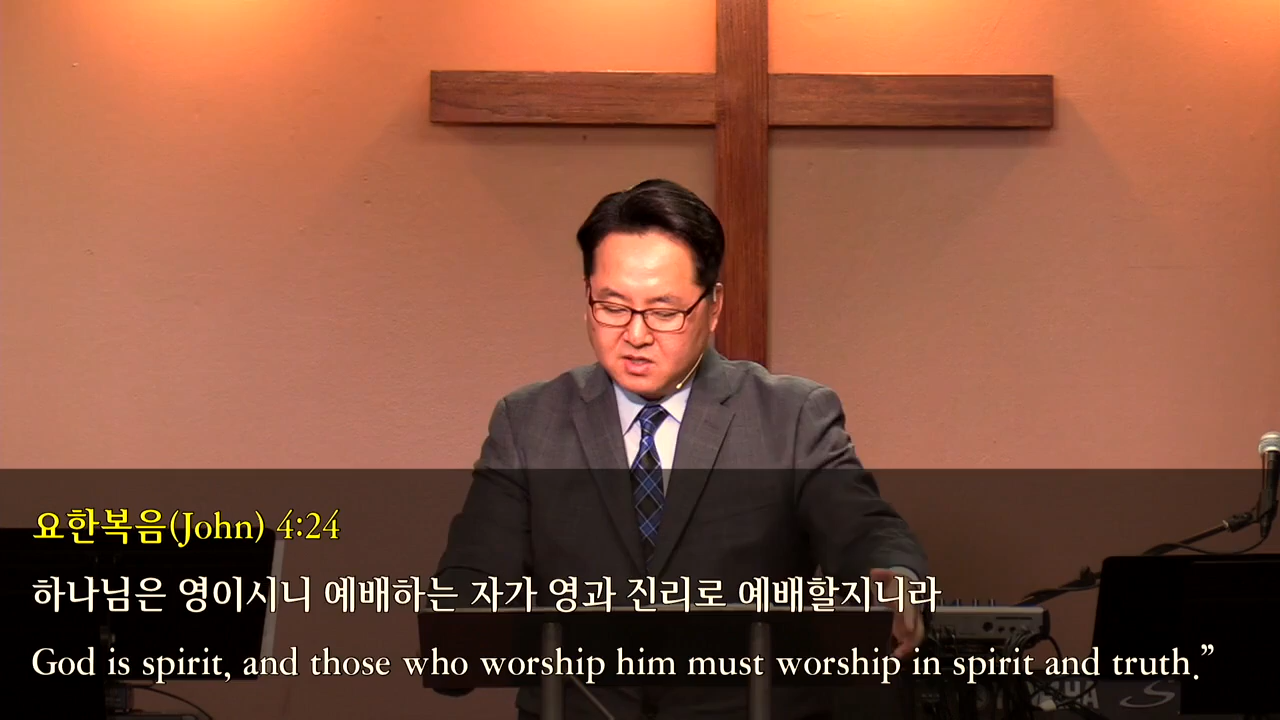 요한복음(John) 4:24
하나님은 영이시니 예배하는 자가 영과 진리로 예배할지니라
God is spirit, and those who worship him must worship in spirit and truth.”